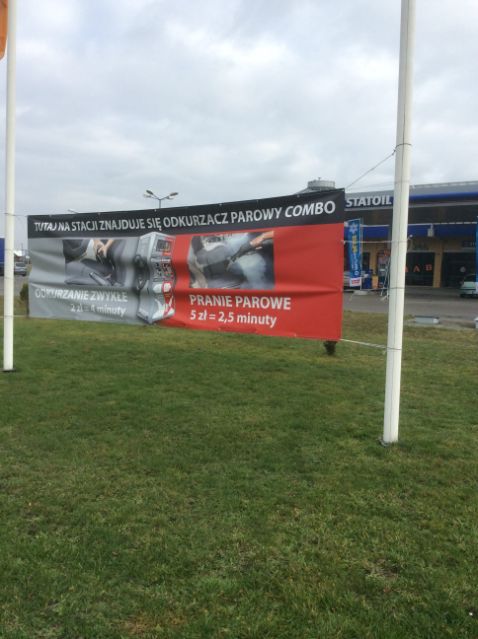 TUTAJ NA STACJI ZNAJDUJE SIĘ ODKURZACZ PAROWY COMBO
ODKURZANIE ZWYKŁE
2 zł = 4 minuty
PRANIE PAROWE
5 zł = 2,5 minuty
STATOIL